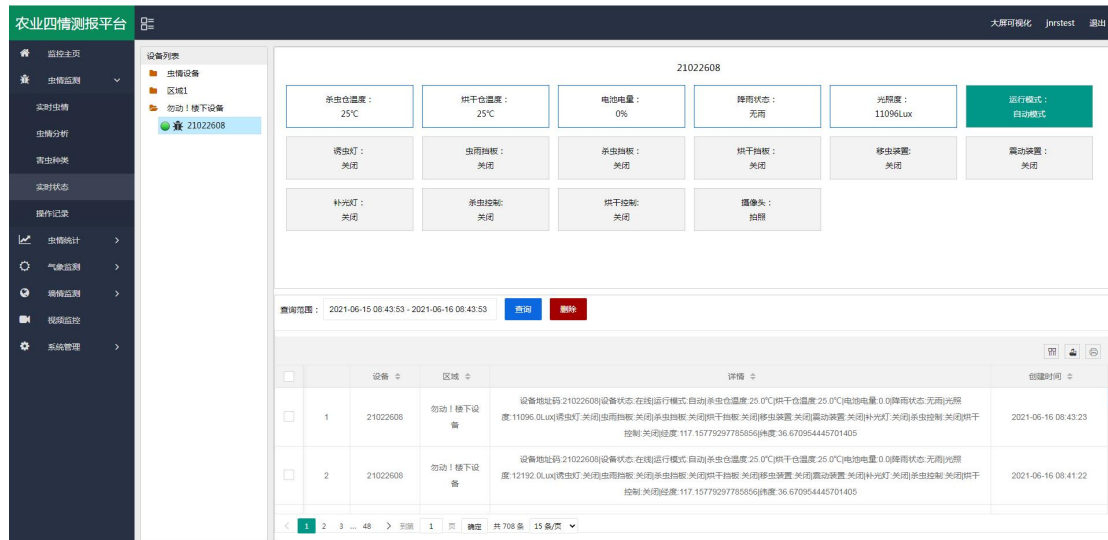 农业四情测报平台
大屏可视化 jnrstest 退出
监控主页
虫情监测
实时虫情
虫情分析
害虫种类
实时状态
操作记录
虫情统计
气象监测
墒情监测
视频监控
系统管理
设备列表
虫情设备
区域1
勿动！楼下设备
21022608
21022608
杀虫仓温度：
25℃
烘干仓温度：
25℃
电池电量：
0%
降雨状态：
无雨
光照度：
11096Lux
运行模式：
自动模式
诱虫灯：
关闭
虫雨挡板：
关闭
杀虫挡板：
关闭
烘干挡板：
关闭
移虫装置:
关闭
震动装置：
关闭
补光灯：
关闭
杀虫控制:
关闭
烘干控制:
关闭
摄像头：
拍照
查询范围： 2021-06-15 08:43:53 - 2021-06-16 08:43:53 查询 删除
设备 区域 详情 创建时间
1 21022608 勿动！楼下设备
设备地址码:21022608|设备状态:在线|运行模式:自动|杀虫仓温度:25.0℃|烘干仓温度:25.0℃|电池电量:0.0|降雨状态:无雨|光照
度:11096.0Lux|诱虫灯:关闭|虫雨挡板:关闭|杀虫挡板:关闭|烘干挡板:关闭|移虫装置:关闭|震动装置:关闭|补光灯:关闭|杀虫控制:关闭|烘干
控制:关闭|经度:117.15779297785856|纬度:36.670954445701405
2021-06-16 08:43:23
2 21022608 勿动！楼下设备
设备地址码:21022608|设备状态:在线|运行模式:自动|杀虫仓温度:25.0℃|烘干仓温度:25.0℃|电池电量:0.0|降雨状态:无雨|光照
度:12192.0Lux|诱虫灯:关闭|虫雨挡板:关闭|杀虫挡板:关闭|烘干挡板:关闭|移虫装置:关闭|震动装置:关闭|补光灯:关闭|杀虫控制:关闭|烘干
控制:关闭|经度:117.15779297785856|纬度:36.670954445701405
2021-06-16 08:41:22
1 2 3 ... 48 到第 1 页 确定 共 708 条 15 条/页